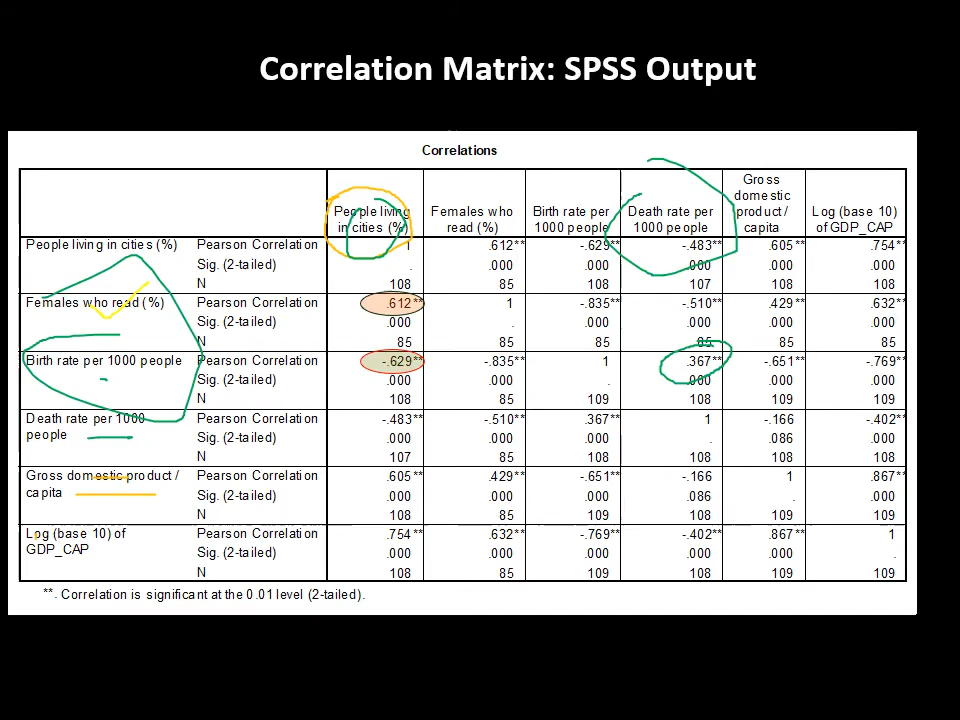 Correlation Matrix: SPSS Output
Correlations
People living in cities (%) Females who read (%) Birth rate per 1000 people Death rate per 1000 people Gross domestic product / capita Log (base 10) of GDP_CAP
People living in cities (%) Pearson Correlation 1 .612** -.629** -.483** .605** .754**
Sig. (2-tailed) . .000 .000 .000 .000 .000
N 108 85 108 107 108 108
Females who read (%) Pearson Correlation .612** 1 -.835** -.510** .429** .632**
Sig. (2-tailed) .000 . .000 .000 .000 .000
N 85 85 85 85 85 85
Birth rate per 1000 people Pearson Correlation -.629** -.835** 1 .367** -.651** -.769**
Sig. (2-tailed) .000 .000 . .000 .000 .000
N 108 85 109 108 109 109
Death rate per 1000 people Pearson Correlation -.483** -.510** .367** 1 -.166 -.402**
Sig. (2-tailed) .000 .000 .000 . .086 .000
N 107 85 108 108 108 108
Gross domestic product / capita Pearson Correlation .605** .429** -.651** -.166 1 .867**
Sig. (2-tailed) .000 .000 .000 .086 . .000
N 108 85 109 108 109 109
Log (base 10) of GDP_CAP Pearson Correlation .754** .632** -.769** -.402** .867** 1
Sig. (2-tailed) .000 .000 .000 .000 .000 .
N 108 85 109 108 109 109
**. Correlation is significant at the 0.01 level (2-tailed).